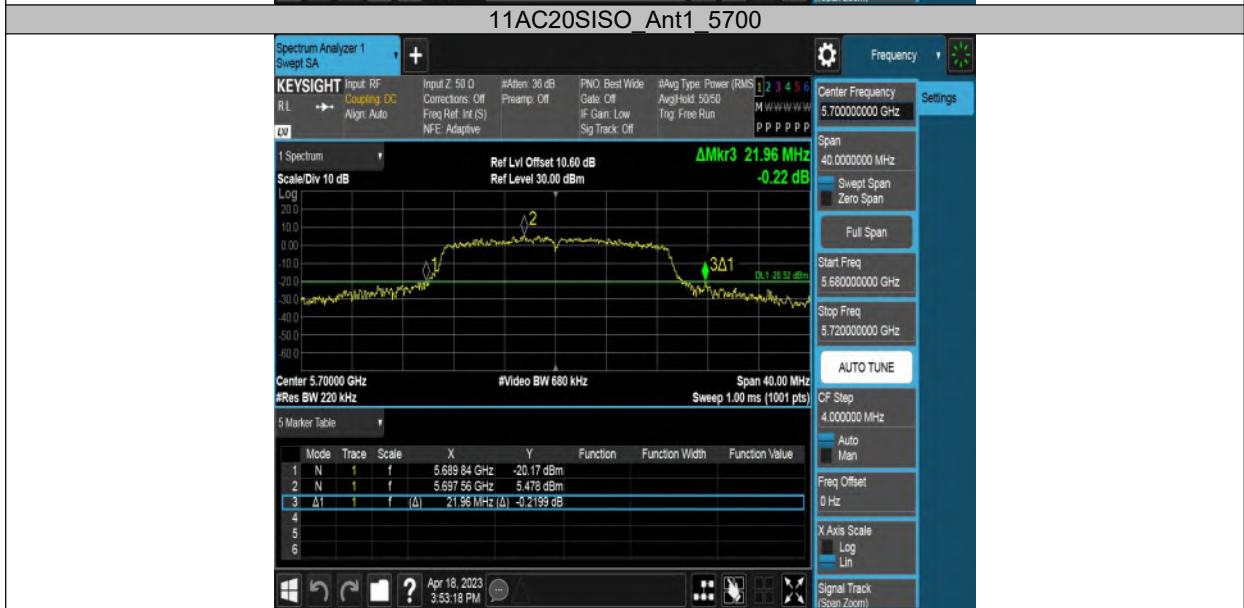 11AC20SISO_Ant1_5700
Spectrum Analyzer 1
Swept SA
+
Frequency
KEYSIGHT
R L
LXI
Input: RF
Coupling: DC
Align: Auto
Input Z: 50 Ω
Corrections: Off
Freq Ref: Int (S)
NFE: Adaptive
#Atten: 36 dB
Preamp: Off
PNO: Best Wide
Gate: Off
IF Gain: Low
Sig Track: Off
#Avg Type: Power (RMS
Avg|Hold: 50/50
Trig: Free Run
1 2 3 4 5 6
M W W W W W
P P P P P P
Center Frequency
5.700000000 GHz
Settings
1 Spectrum
Scale/Div 10 dB
Ref Lvl Offset 10.60 dB
Ref Level 30.00 dBm
ΔMkr3 21.96 MHz
-0.22 dB
Log
20.0
10.0
0.00
-10.0
-20.0
-30.0
-40.0
-50.0
-60.0
1
2
3Δ1
DL1 -20.52 dBm
Center 5.70000 GHz
#Res BW 220 kHz
#Video BW 680 kHz
Span 40.00 MHz
Sweep 1.00 ms (1001 pts)
Span
40.0000000 MHz
Swept Span
Zero Span
Full Span
Start Freq
5.680000000 GHz
Stop Freq
5.720000000 GHz
AUTO TUNE
CF Step
4.000000 MHz
Auto
Man
Freq Offset
0 Hz
X Axis Scale
Log
Lin
Signal Track
(Span Zoom)
5 Marker Table
Mode Trace Scale X Y Function Function Width Function Value
1 N 1 f 5.689 84 GHz -20.17 dBm
2 N 1 f 5.697 56 GHz 5.478 dBm
3 Δ1 1 f (Δ) 21.96 MHz (Δ) -0.2199 dB
4
5
6
?
Apr 18, 2023
3:53:18 PM